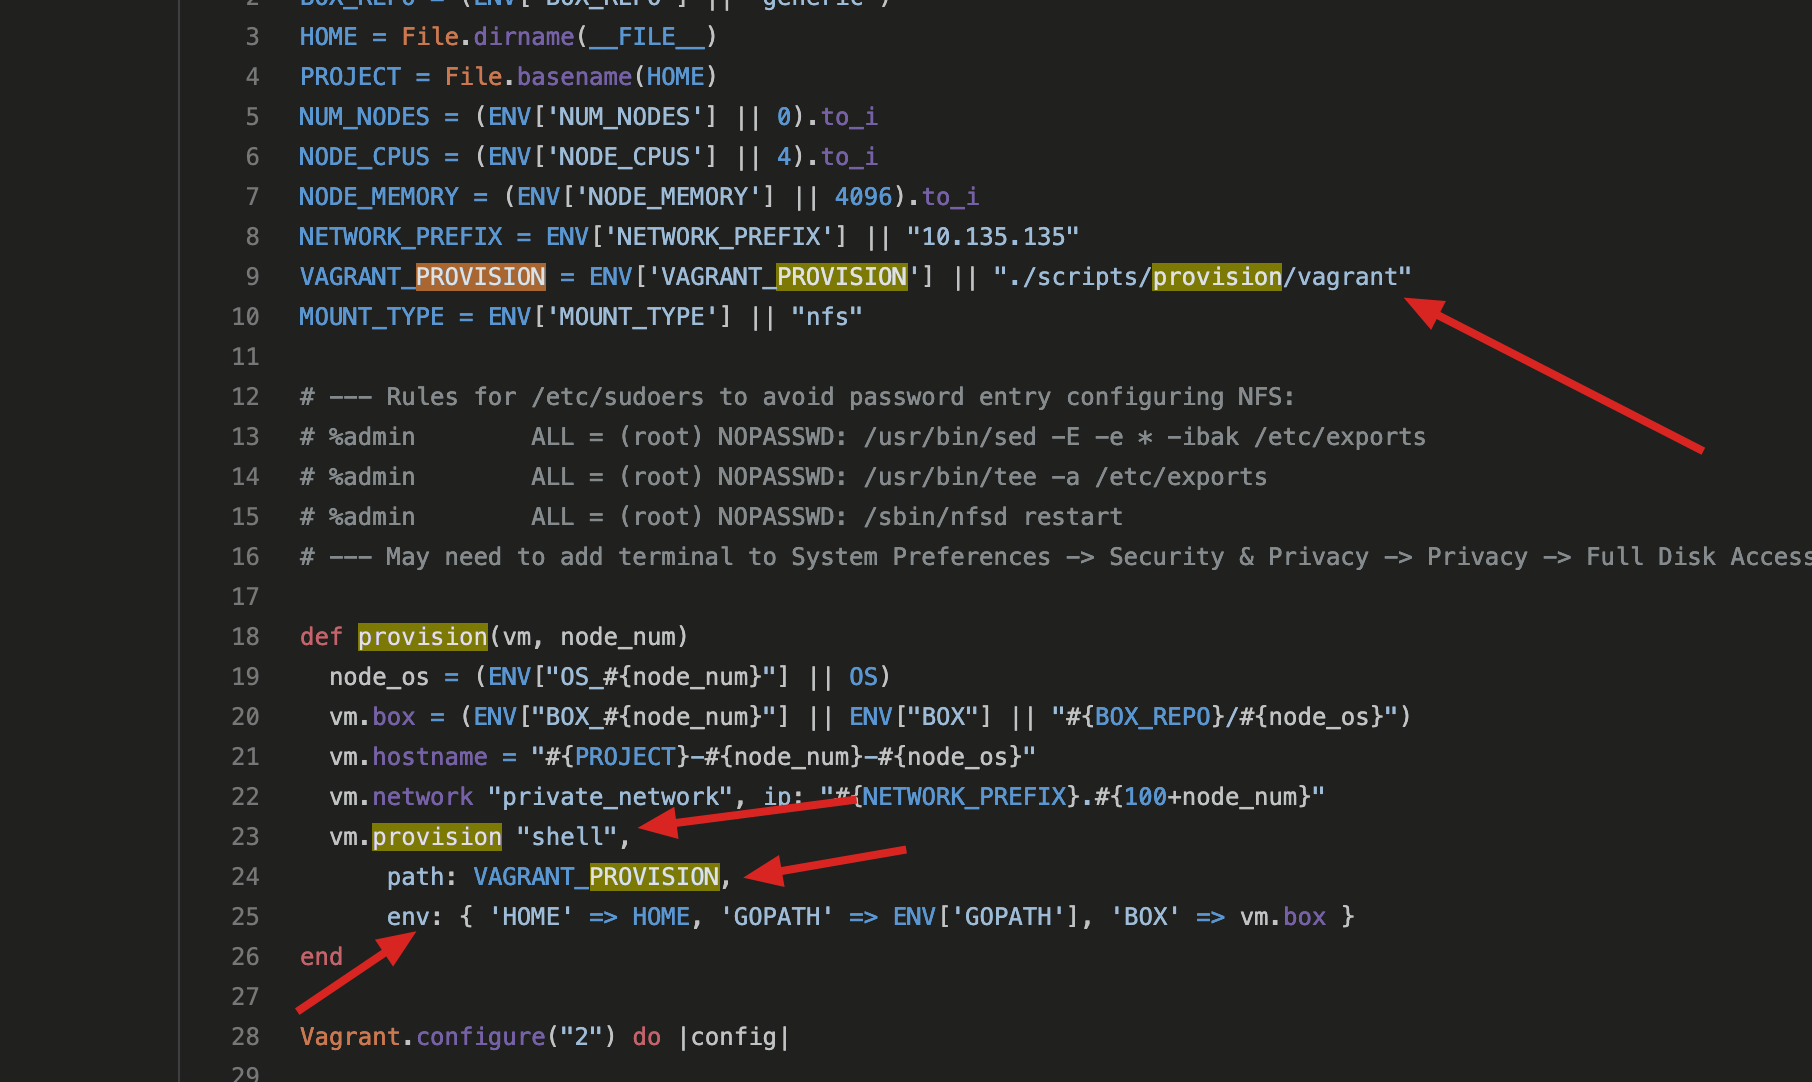 2 BOX_REPO = (ENV['BOX_REPO'] || "generic")
3 HOME = File.dirname(__FILE__)
4 PROJECT = File.basename(HOME)
5 NUM_NODES = (ENV['NUM_NODES'] || 0).to_i
6 NODE_CPUS = (ENV['NODE_CPUS'] || 4).to_i
7 NODE_MEMORY = (ENV['NODE_MEMORY'] || 4096).to_i
8 NETWORK_PREFIX = ENV['NETWORK_PREFIX'] || "10.135.135"
9 VAGRANT_PROVISION = ENV['VAGRANT_PROVISION'] || "./scripts/provision/vagrant"
10 MOUNT_TYPE = ENV['MOUNT_TYPE'] || "nfs"
11
12 # --- Rules for /etc/sudoers to avoid password entry configuring NFS:
13 # %admin        ALL = (root) NOPASSWD: /usr/bin/sed -E -e * -ibak /etc/exports
14 # %admin        ALL = (root) NOPASSWD: /usr/bin/tee -a /etc/exports
15 # %admin        ALL = (root) NOPASSWD: /sbin/nfsd restart
16 # --- May need to add terminal to System Preferences -> Security & Privacy -> Privacy -> Full Disk Access
17
18 def provision(vm, node_num)
19   node_os = (ENV["OS_#{node_num}"] || OS)
20   vm.box = (ENV["BOX_#{node_num}"] || ENV["BOX"] || "#{BOX_REPO}/#{node_os}")
21   vm.hostname = "#{PROJECT}-#{node_num}-#{node_os}"
22   vm.network "private_network", ip: "#{NETWORK_PREFIX}.#{100+node_num}"
23   vm.provision "shell",
24       path: VAGRANT_PROVISION,
25       env: { 'HOME' => HOME, 'GOPATH' => ENV['GOPATH'], 'BOX' => vm.box }
26 end
27
28 Vagrant.configure("2") do |config|
29